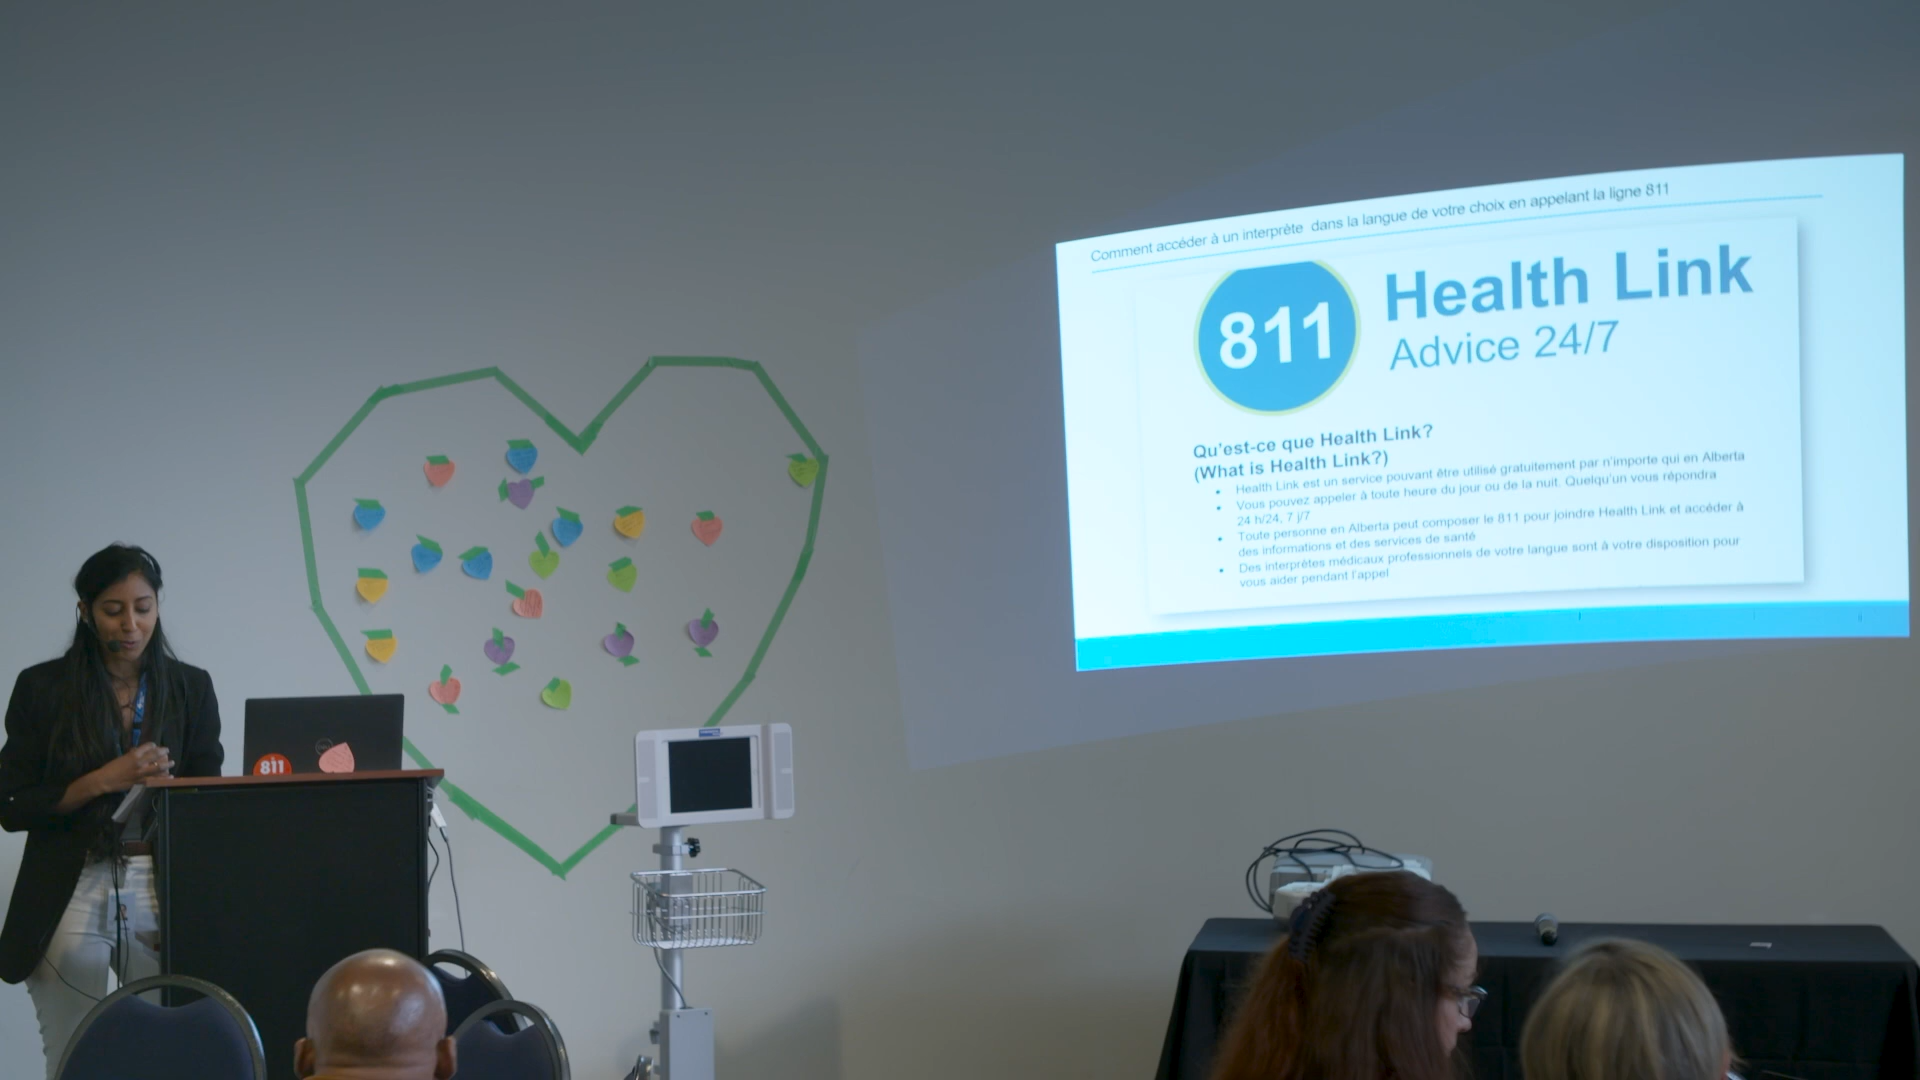 Comment accéder à un interprète dans la langue de votre choix en appelant la ligne 811
811
Health Link
Advice 24/7
Qu'est-ce que Health Link?
(What is Health Link?)
• Health Link est un service pouvant être utilisé gratuitement par n'importe qui en Alberta
• Vous pouvez appeler à toute heure du jour ou de la nuit. Quelqu'un vous répondra
24 h/24, 7 j/7
• Toute personne en Alberta peut composer le 811 pour joindre Health Link et accéder à
des informations et des services de santé
• Des interprètes médicaux professionnels de votre langue sont à votre disposition pour
vous aider pendant l'appel
811